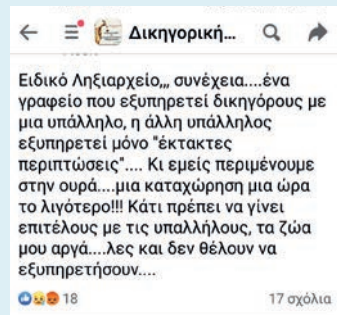 Δικηγορική...
Ειδικό Ληξιαρχείο,,, συνέχεια....ένα
γραφείο που εξυπηρετεί δικηγόρους με
μια υπάλληλο, η άλλη υπάλληλος
εξυπηρετεί μόνο "έκτακτες
περιπτώσεις".... Κι εμείς περιμένουμε
στην ουρά....μια καταχώρηση μια ώρα
το λιγότερο!!! Κάτι πρέπει να γίνει
επιτέλους με τις υπαλλήλους, τα ζώα
μου αργά....λες και δεν θέλουν να
εξυπηρετήσουν....
18
17 σχόλια